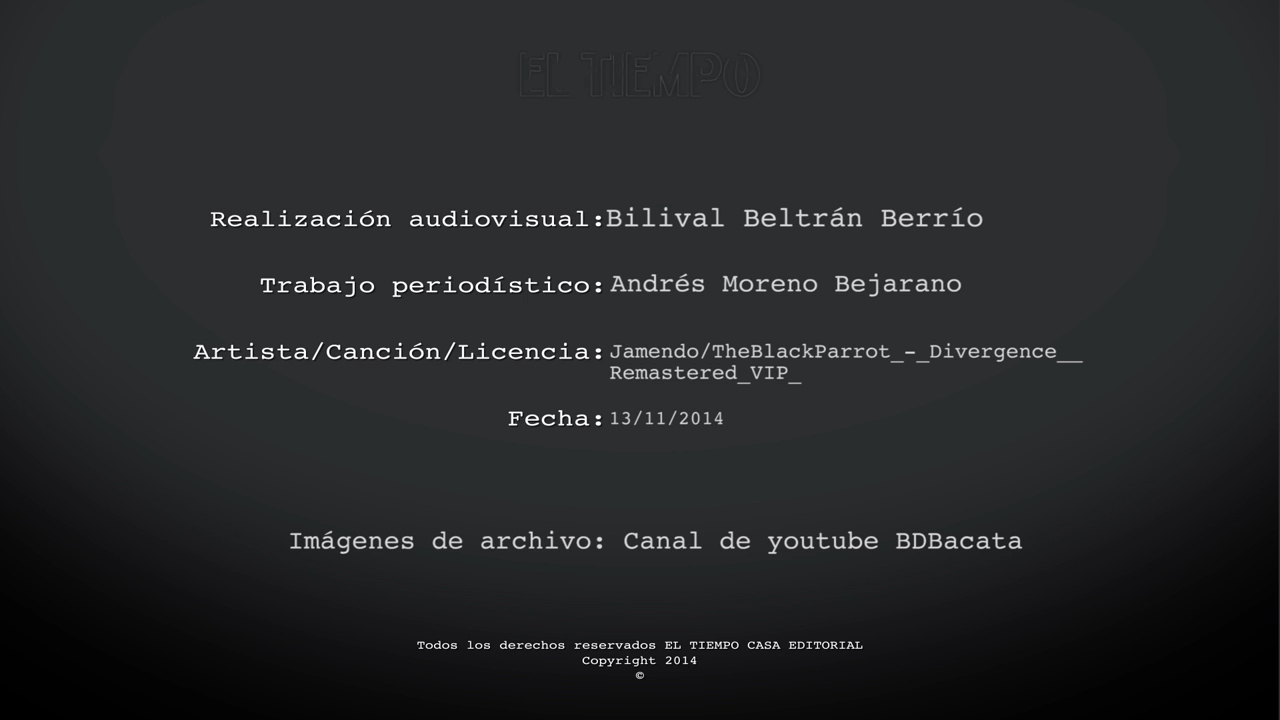 EL TIEMPO
Realización audiovisual: Bilival Beltrán Berrío
Trabajo periodístico: Andrés Moreno Bejarano
Artista/Canción/Licencia: Jamendo/TheBlackParrot_-_Divergence__
Remastered_VIP_
Fecha: 13/11/2014
Imágenes de archivo: Canal de youtube BDBacata
Todos los derechos reservados EL TIEMPO CASA EDITORIAL
Copyright 2014
©